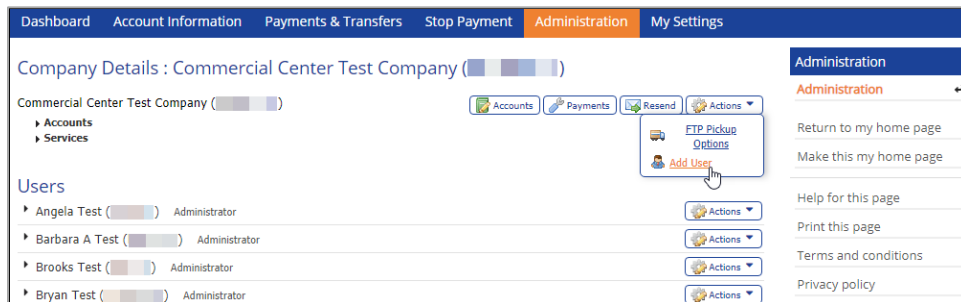 Dashboard Account Information Payments & Transfers Stop Payment Administration My Settings
Company Details : Commercial Center Test Company ( )
Commercial Center Test Company ( )
Accounts Payments Resend Actions
Accounts
Services
FTP Pickup
Options
Add User
Users
Angela Test ( ) Administrator Actions
Barbara A Test ( ) Administrator Actions
Brooks Test ( ) Administrator Actions
Bryan Test ( ) Administrator Actions
Administration
Administration
Return to my home page
Make this my home page
Help for this page
Print this page
Terms and conditions
Privacy policy